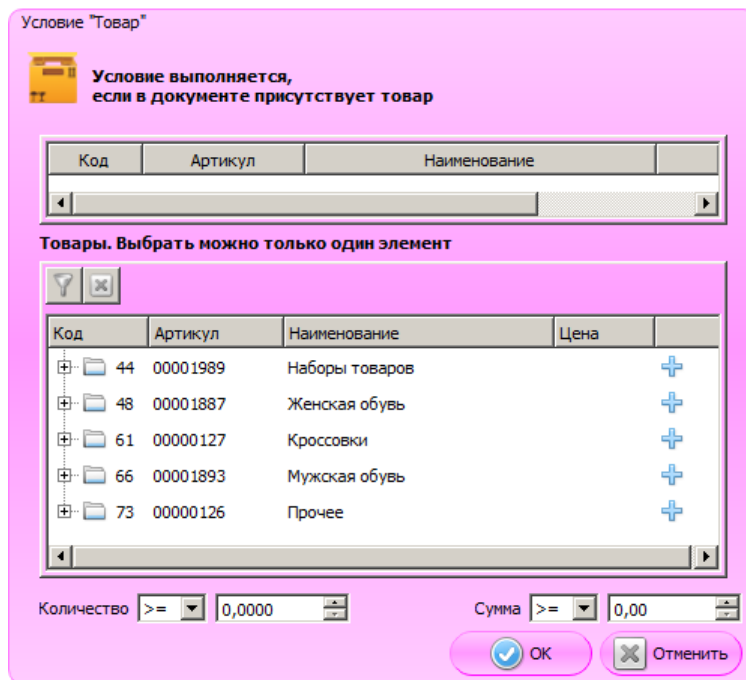 Условие "Товар"
Условие выполняется,
если в документе присутствует товар
Код Артикул Наименование
Товары. Выбрать можно только один элемент
Код Артикул Наименование Цена
44 00001989 Наборы товаров
48 00001887 Женская обувь
61 00000127 Кроссовки
66 00001893 Мужская обувь
73 00000126 Прочее
Количество >= 0,0000 Сумма >= 0,00
OK Отменить